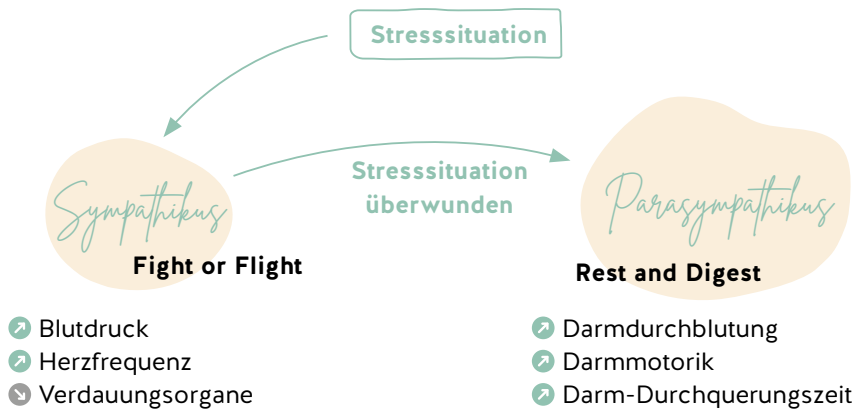 Stresssituation
Stresssituation
überwunden
Sympathikus
Parasympathikus
Fight or Flight
Rest and Digest
Blutdruck
Herzfrequenz
Verdauungsorgane
Darmdurchblutung
Darmmotorik
Darm-Durchquerungszeit